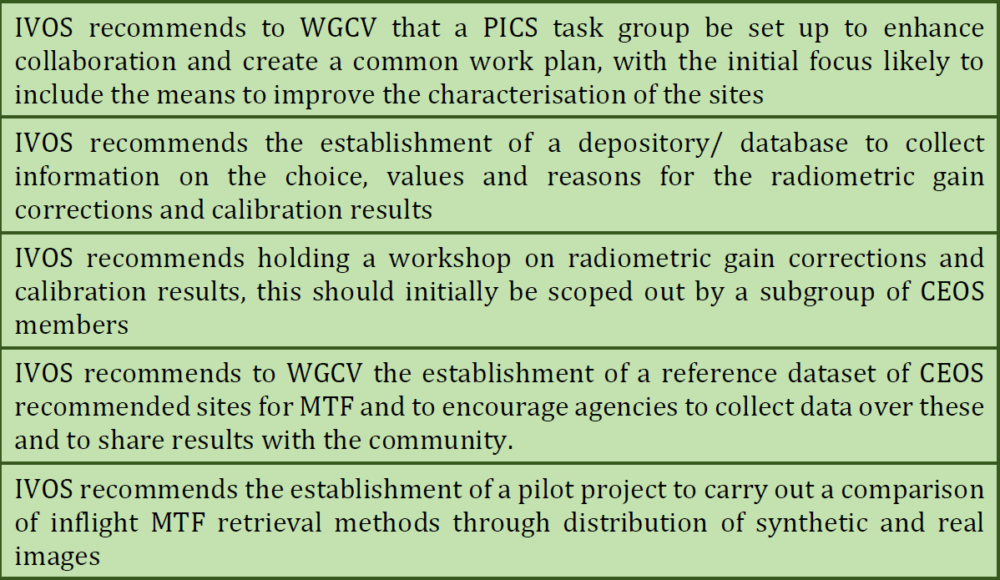 IVOS recommends to WGCV that a PICS task group be set up to enhance
collaboration and create a common work plan, with the initial focus likely to
include the means to improve the characterisation of the sites
IVOS recommends the establishment of a depository/ database to collect
information on the choice, values and reasons for the radiometric gain
corrections and calibration results
IVOS recommends holding a workshop on radiometric gain corrections and
calibration results, this should initially be scoped out by a subgroup of CEOS
members
IVOS recommends to WGCV the establishment of a reference dataset of CEOS
recommended sites for MTF and to encourage agencies to collect data over these
and to share results with the community.
IVOS recommends the establishment of a pilot project to carry out a comparison
of inflight MTF retrieval methods through distribution of synthetic and real
images